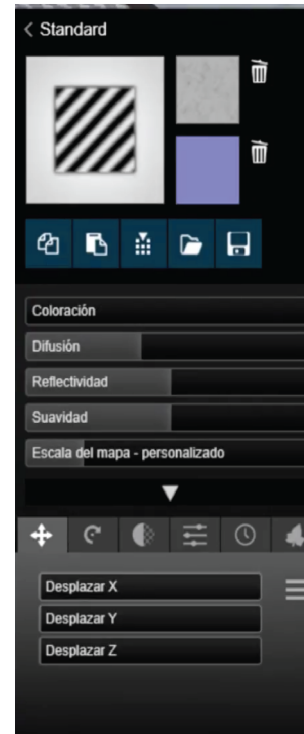 Standard
Coloración
Difusión
Reflectividad
Suavidad
Escala del mapa - personalizado
Desplazar X
Desplazar Y
Desplazar Z